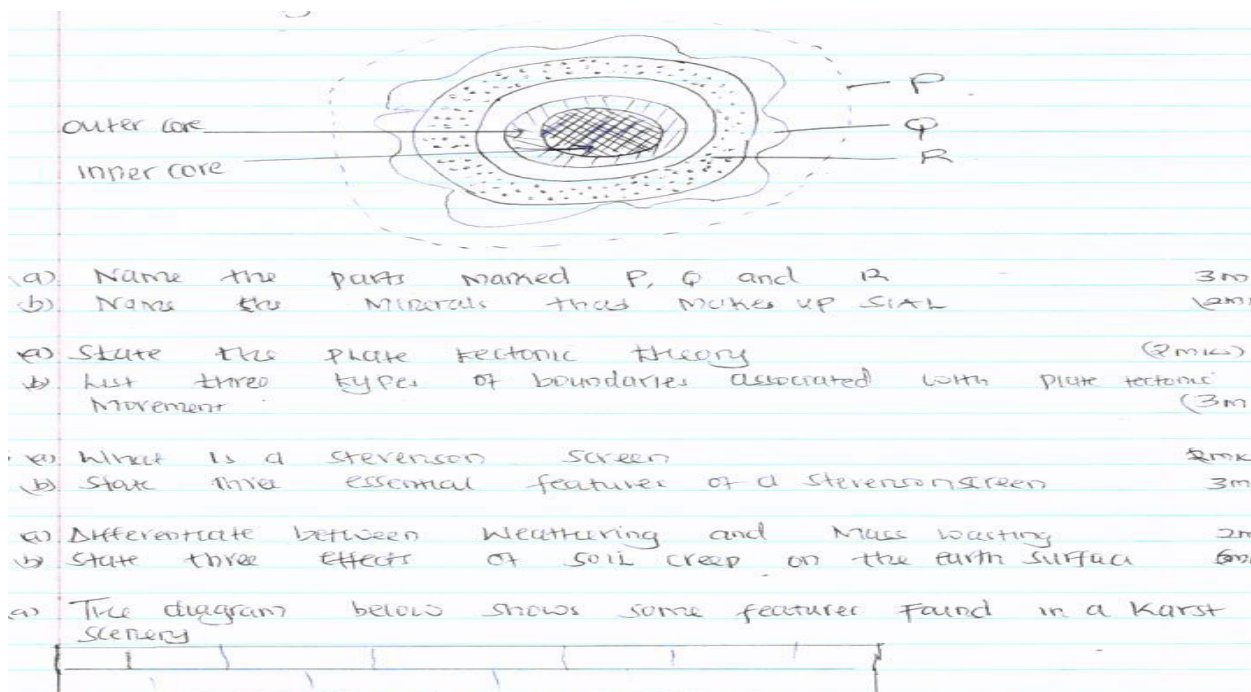 P
outer core
Q
R
inner core
a) Name the parts marked P, Q and R 3m
b) Name the Minerals that Makes up SIAL (2m
a) State the plate tectonic theory (2mks)
b) List three types of boundaries associated with plate tectonic
Movement (3m
a) What is a stevenson screen 2mk
b) State three essential features of a stevenson screen 3m
a) Differentiate between Weathering and Mass wasting 2m
b) State three effects of soil creep on the earth surface
a) The diagram below shows some features found in a Karst
scenery